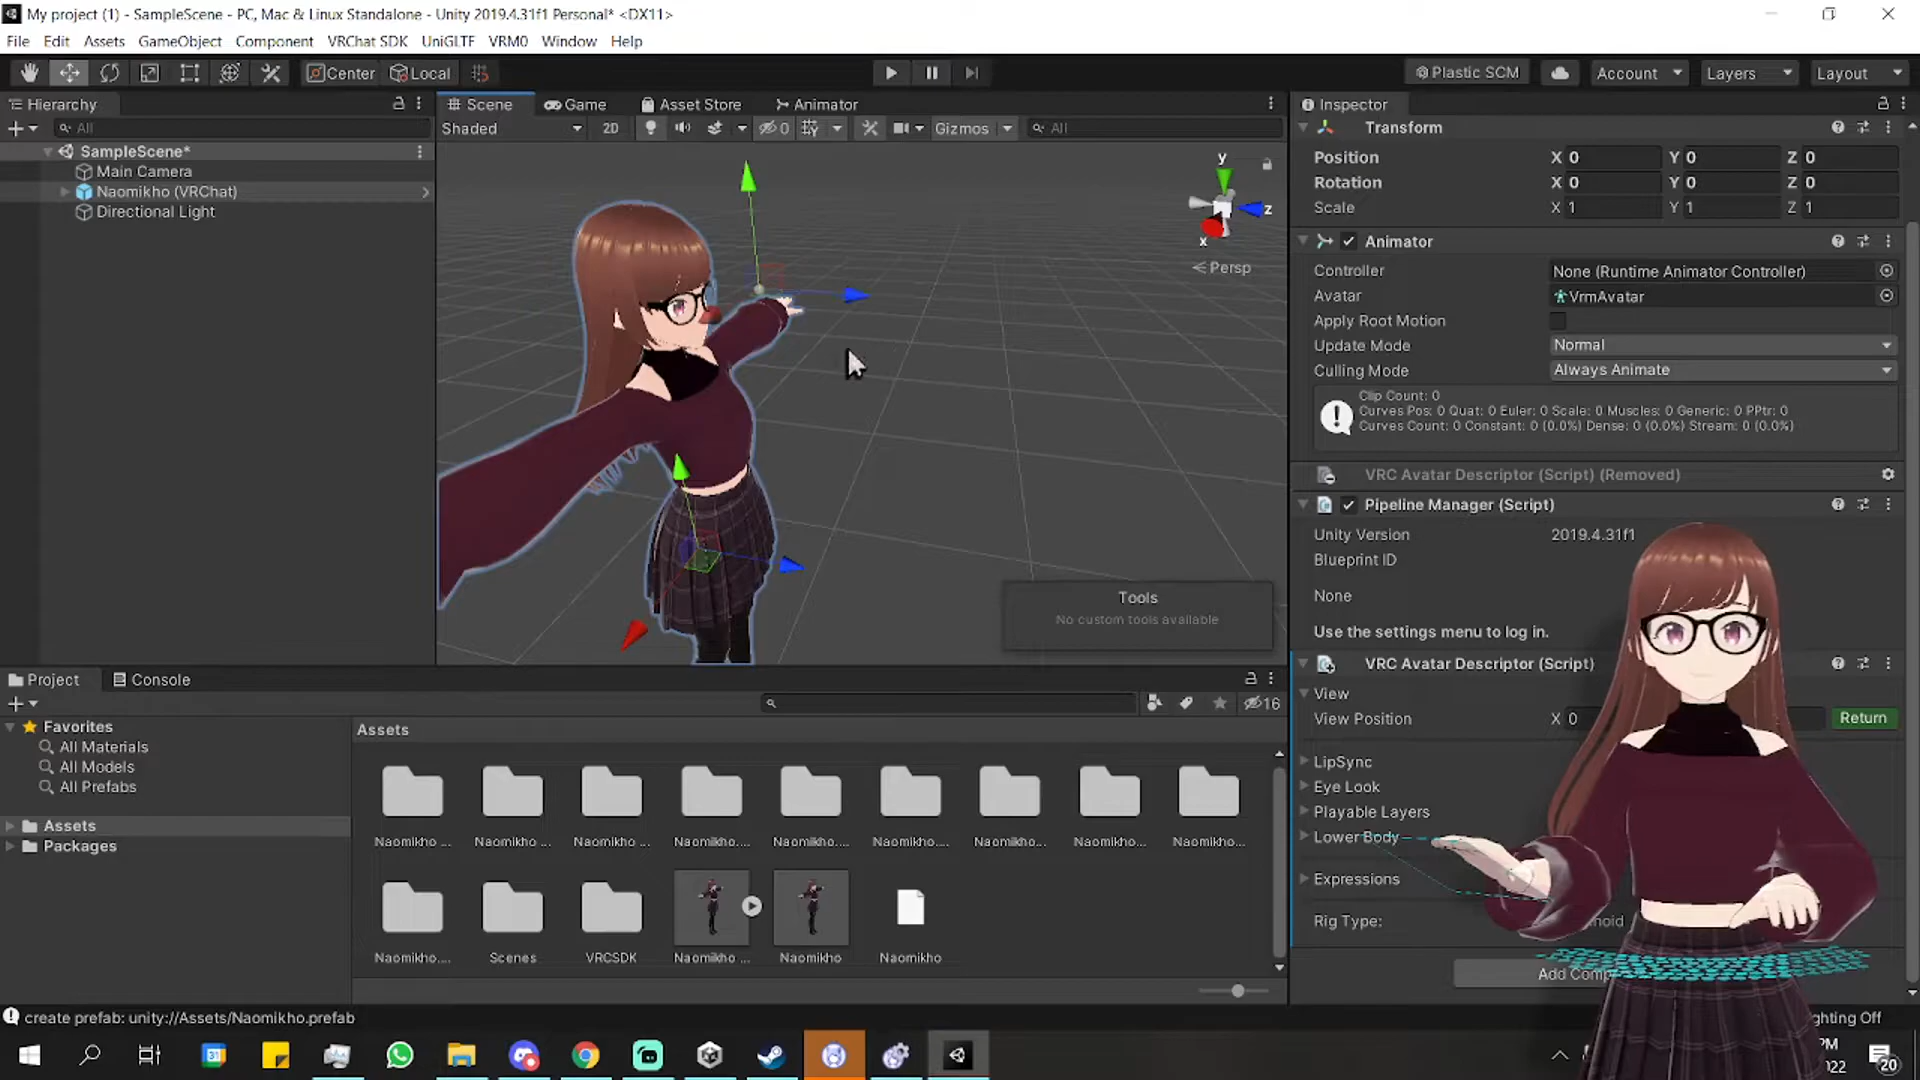 My project (1) - SampleScene - PC, Mac & Linux Standalone - Unity 2019.4.31f1 Personal* <DX11>
File Edit Assets GameObject Component VRChat SDK UniGLTF VRM0 Window Help
Center Local Plastic SCM Account Layers Layout
Hierarchy
All
SampleScene*
Main Camera
Naomikho (VRChat)
Directional Light
Scene Game Asset Store Animator
Shaded 2D 0 Gizmos All
y
z
x
Persp
Tools
No custom tools available
Inspector
Transform
Position X 0 Y 0 Z 0
Rotation X 0 Y 0 Z 0
Scale X 1 Y 1 Z 1
Animator
Controller None (Runtime Animator Controller)
Avatar VrmAvatar
Apply Root Motion
Update Mode Normal
Culling Mode Always Animate
Clip Count: 0
Curves Pos: 0 Quat: 0 Euler: 0 Scale: 0 Muscles: 0 Generic: 0 PPtr: 0
Curves Count: 0 Constant: 0 (0.0%) Dense: 0 (0.0%) Stream: 0 (0.0%)
VRC Avatar Descriptor (Script) (Removed)
Pipeline Manager (Script)
Unity Version 2019.4.31f1
Blueprint ID
None
Use the settings menu to log in.
VRC Avatar Descriptor (Script)
View
View Position X 0 Return
LipSync
Eye Look
Playable Layers
Lower Body
Expressions
Rig Type:
Add
Project Console
16
Favorites
All Materials
All Models
All Prefabs
Assets
Packages
Assets
Naomikho ... Naomikho ... Naomikho ... Naomikho.... Naomikho.... Naomikho.... Naomikho... Naomikho... Naomikho...
Naomikho.... Scenes VRCSDK Naomikho ... Naomikho Naomikho
create prefab: unity://Assets/Naomikho.prefab
ghting Off
31
PM
022
20